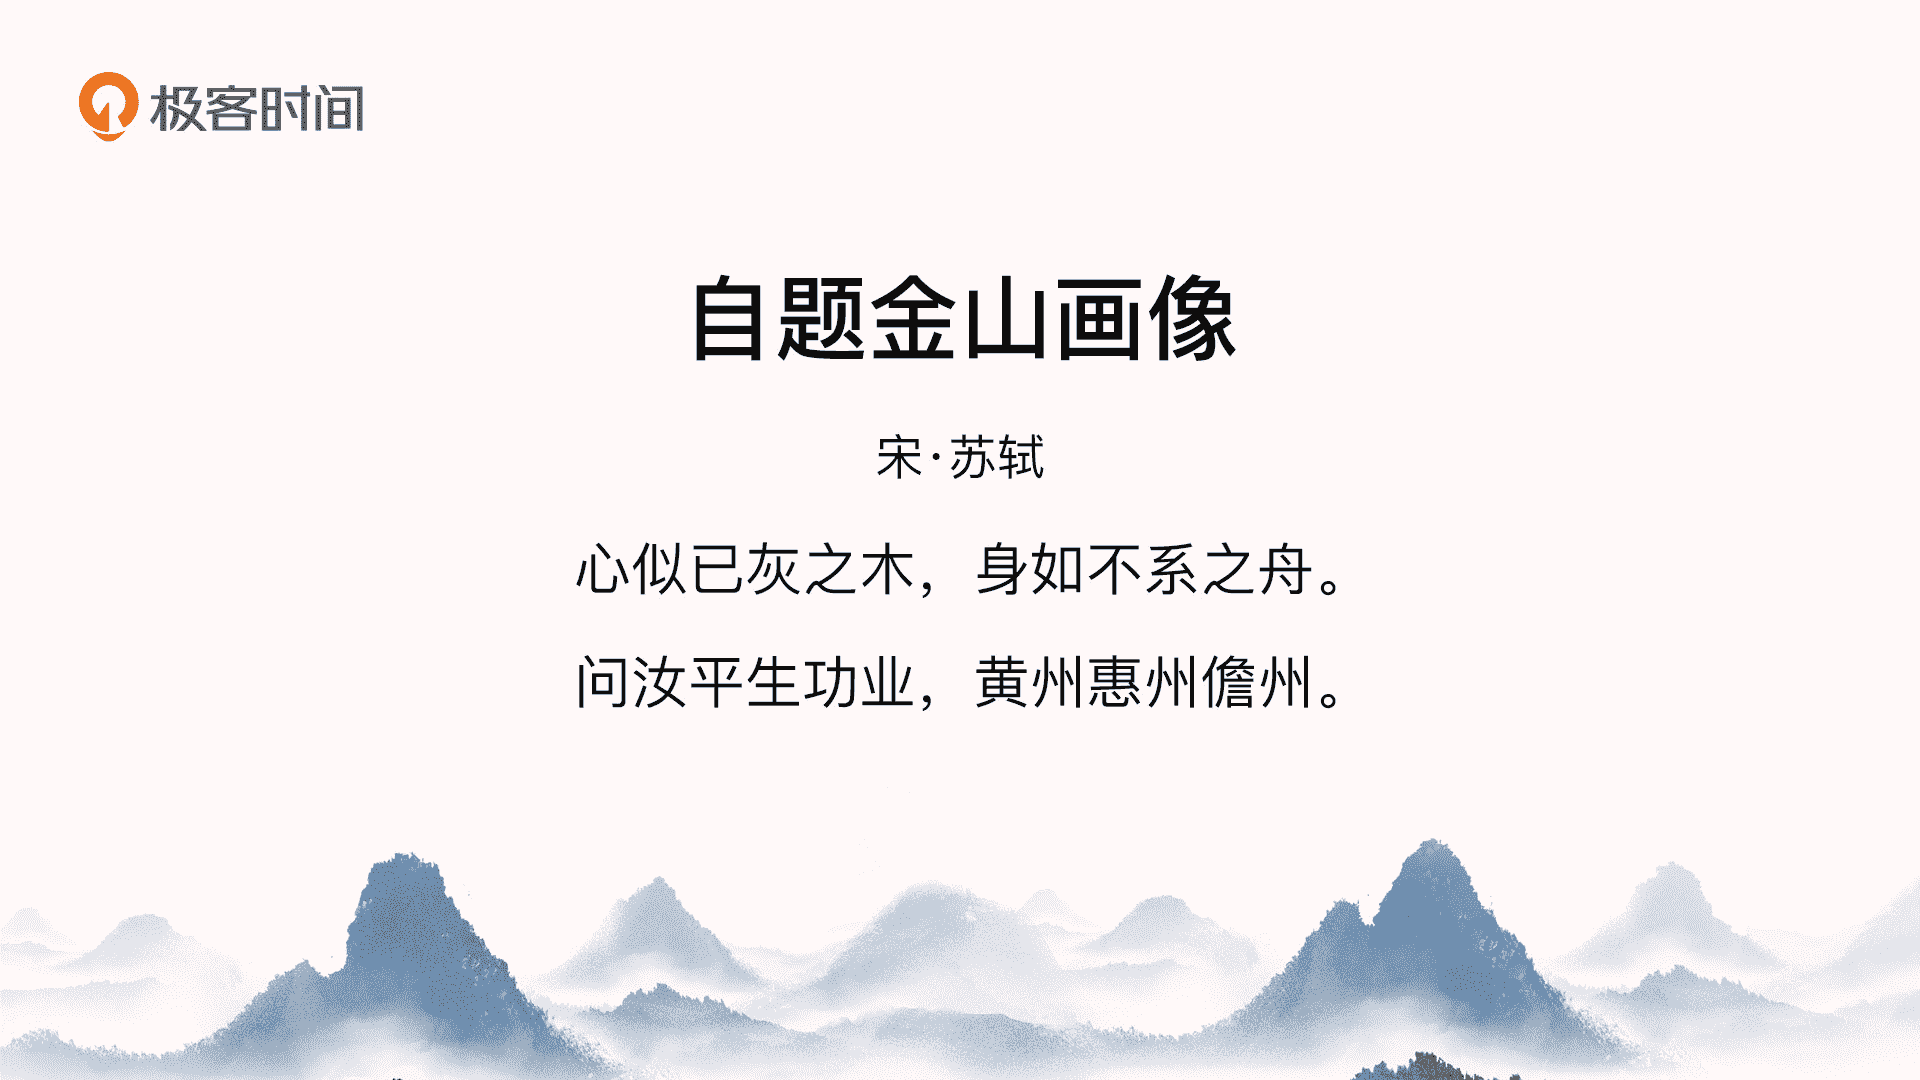 极客时间
自题金山画像
宋·苏轼
心似已灰之木，身如不系之舟。
问汝平生功业，黄州惠州儋州。